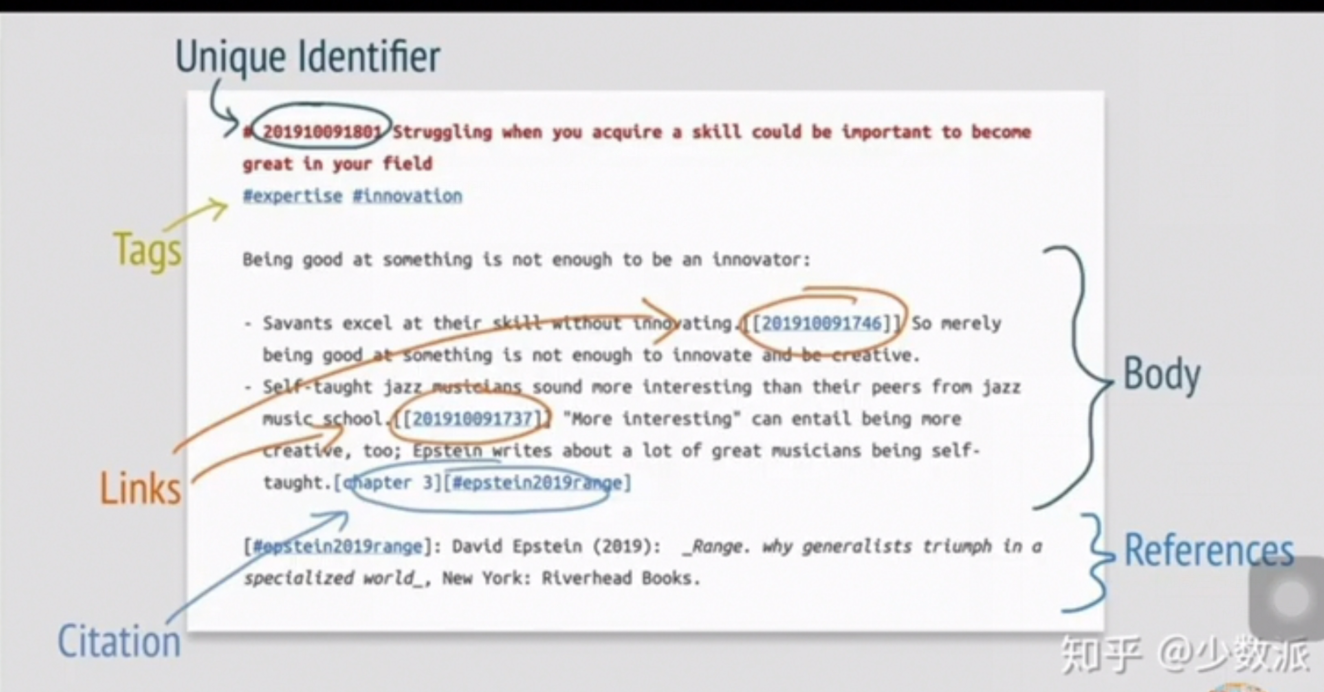 Unique Identifier
# 201910091801 Struggling when you acquire a skill could be important to become
great in your field
#expertise #innovation
Tags
Being good at something is not enough to be an innovator:
- Savants excel at their skill without innovating.[[201910091746]] So merely
being good at something is not enough to innovate and be creative.
- Self-taught jazz musicians sound more interesting than their peers from jazz
music school.[[201910091737]] "More interesting" can entail being more
creative, too; Epstein writes about a lot of great musicians being self-
taught.[chapter 3][#epstein2019range]
Body
Links
[#epstein2019range]: David Epstein (2019): _Range. why generalists triumph in a
specialized world_, New York: Riverhead Books.
References
Citation
知乎 @少数派